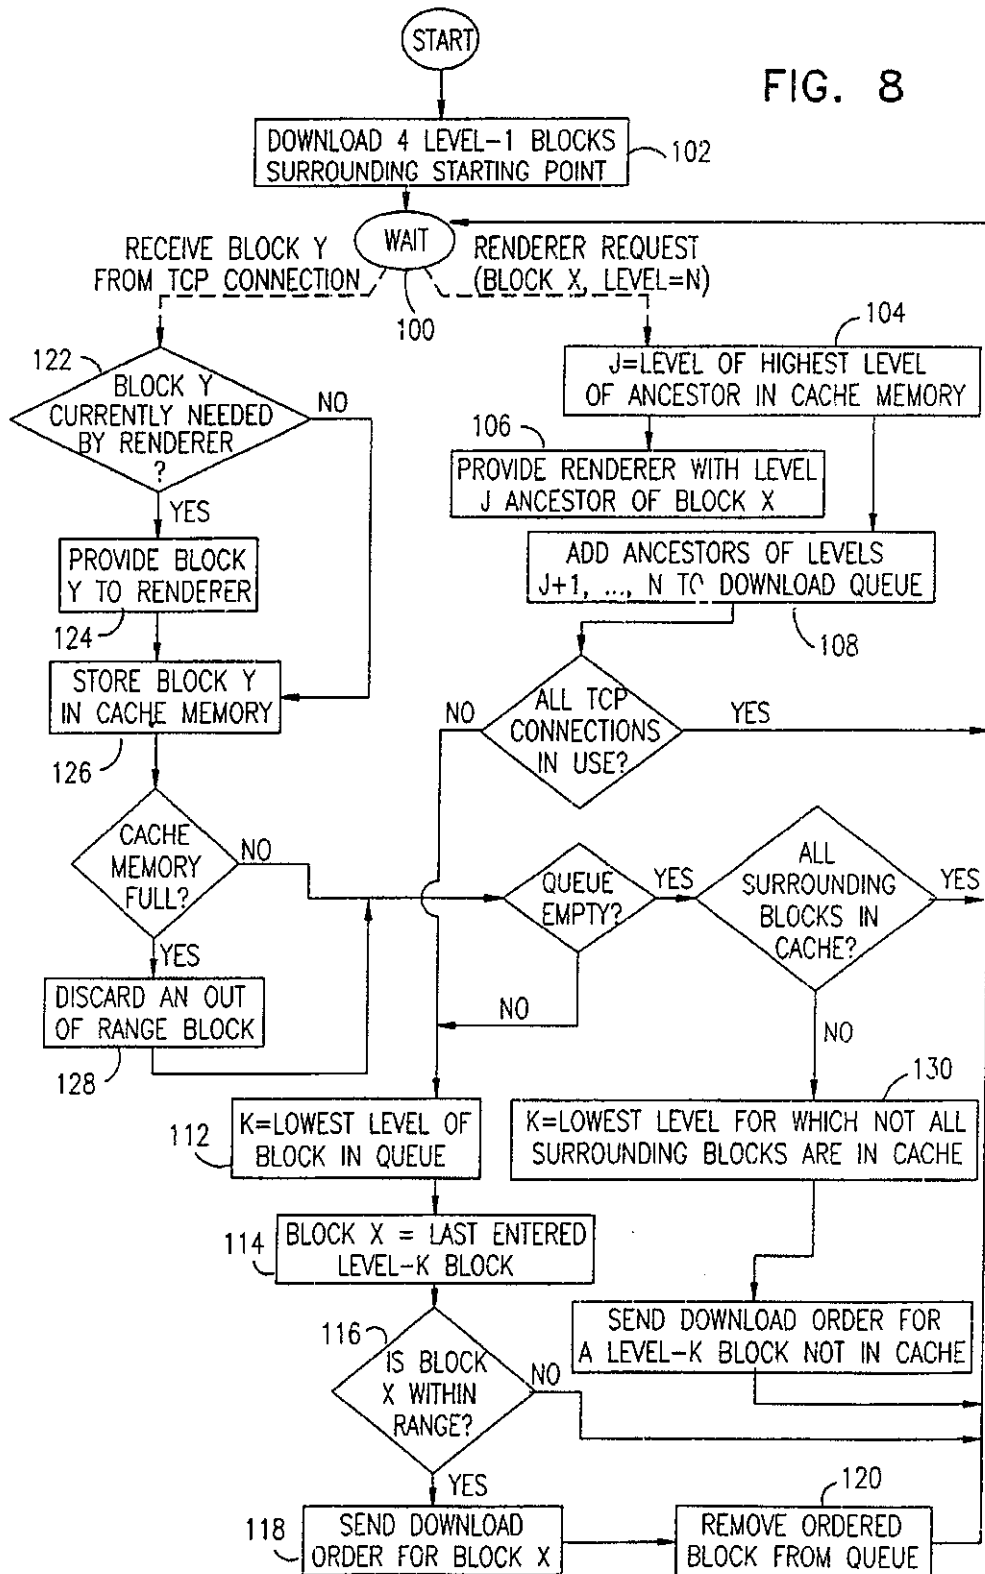 START
FIG. 8
DOWNLOAD 4 LEVEL-1 BLOCKS
SURROUNDING STARTING POINT
102
WAIT
RECEIVE BLOCK Y
FROM TCP CONNECTION
RENDERER REQUEST
(BLOCK X, LEVEL=N)
100
104
J=LEVEL OF HIGHEST LEVEL
OF ANCESTOR IN CACHE MEMORY
122
BLOCK Y
CURRENTLY NEEDED
BY RENDERER
?
NO
YES
106
PROVIDE RENDERER WITH LEVEL
J ANCESTOR OF BLOCK X
PROVIDE BLOCK
Y TO RENDERER
124
ADD ANCESTORS OF LEVELS
J+1, ..., N TO DOWNLOAD QUEUE
108
STORE BLOCK Y
IN CACHE MEMORY
126
ALL TCP
CONNECTIONS
IN USE?
NO
YES
CACHE
MEMORY
FULL?
NO
YES
QUEUE
EMPTY?
YES
NO
ALL
SURROUNDING
BLOCKS IN
CACHE?
YES
NO
DISCARD AN OUT
OF RANGE BLOCK
128
130
K=LOWEST LEVEL OF
BLOCK IN QUEUE
112
K=LOWEST LEVEL FOR WHICH NOT ALL
SURROUNDING BLOCKS ARE IN CACHE
BLOCK X = LAST ENTERED
LEVEL-K BLOCK
114
SEND DOWNLOAD ORDER FOR
A LEVEL-K BLOCK NOT IN CACHE
116
IS BLOCK
X WITHIN
RANGE?
NO
YES
SEND DOWNLOAD
ORDER FOR BLOCK X
118
120
REMOVE ORDERED
BLOCK FROM QUEUE